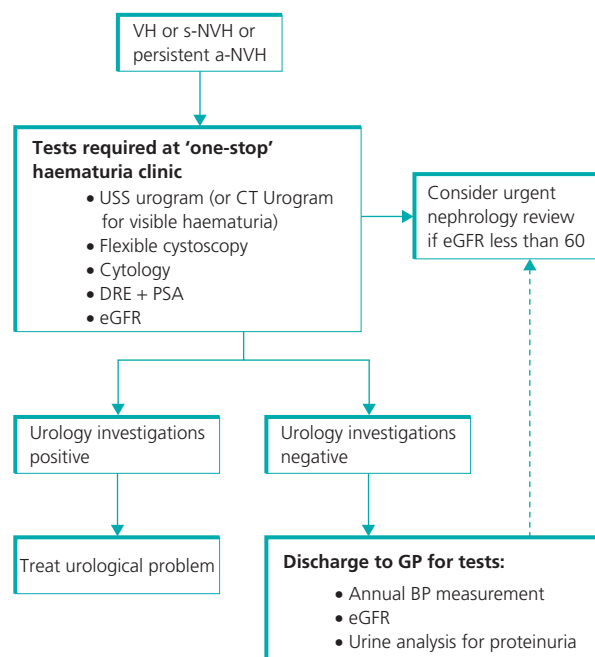 VH or s-NVH or
persistent a-NVH
Tests required at ‘one-stop’
haematuria clinic
• USS urogram (or CT Urogram
for visible haematuria)
• Flexible cystoscopy
• Cytology
• DRE + PSA
• eGFR
Consider urgent
nephrology review
if eGFR less than 60
Urology investigations
positive
Urology investigations
negative
Treat urological problem
Discharge to GP for tests:
• Annual BP measurement
• eGFR
• Urine analysis for proteinuria